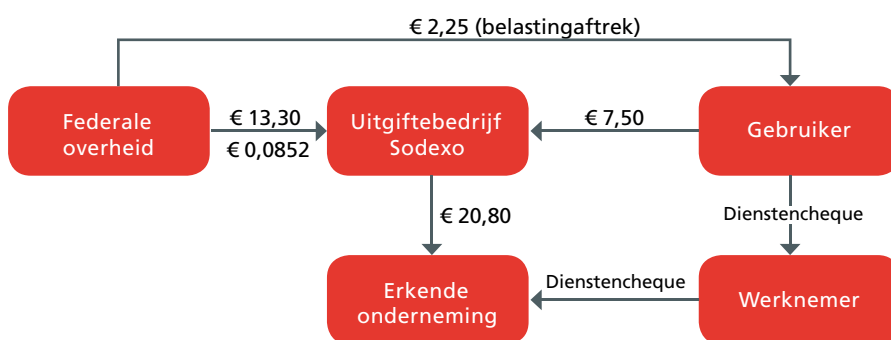 € 2,25 (belastingaftrek)
Federale
overheid
€ 13,30
€ 0,0852
Uitgiftebedrijf
Sodexo
€ 7,50
Gebruiker
€ 20,80
Dienstencheque
Erkende
onderneming
Dienstencheque
Werknemer